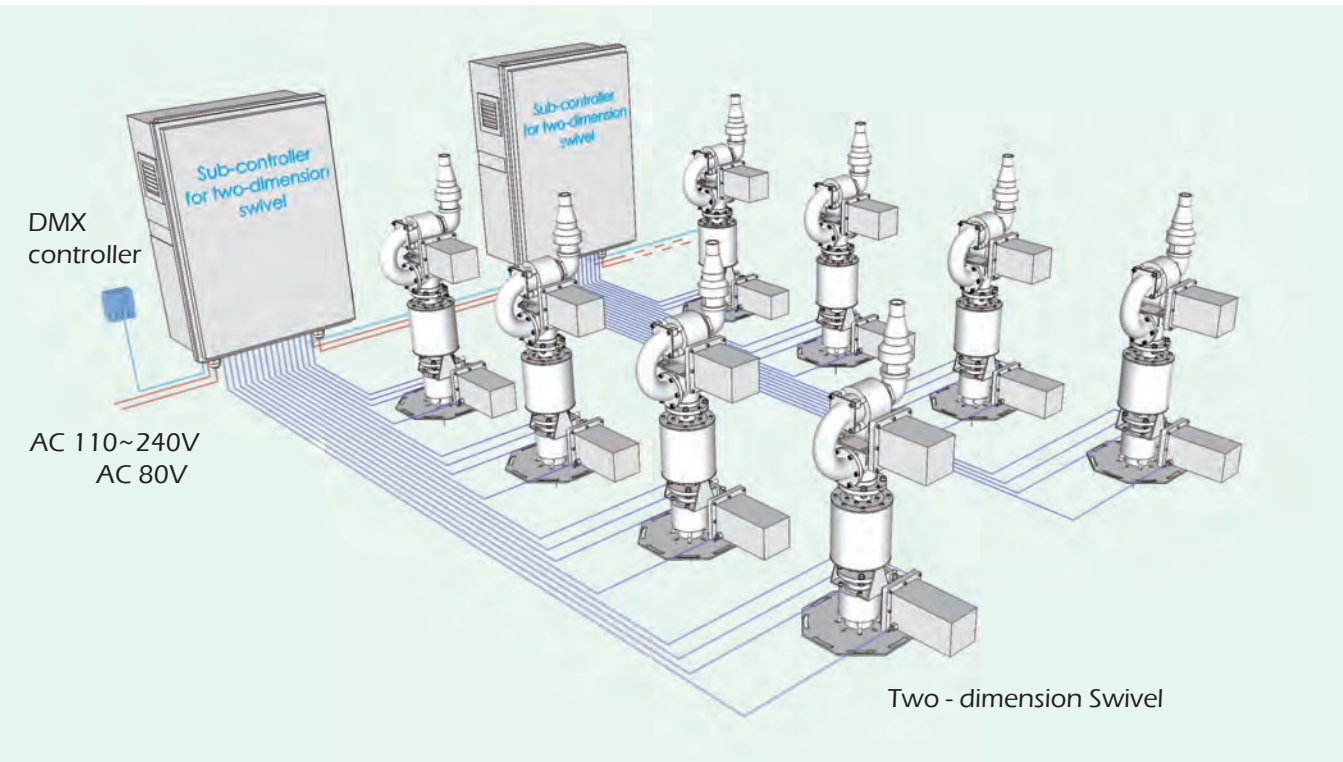 Sub-controller
for two-dimension
swivel
Sub-controller
for two-dimension
swivel
DMX
controller
AC 110~240V
AC 80V
Two - dimension Swivel